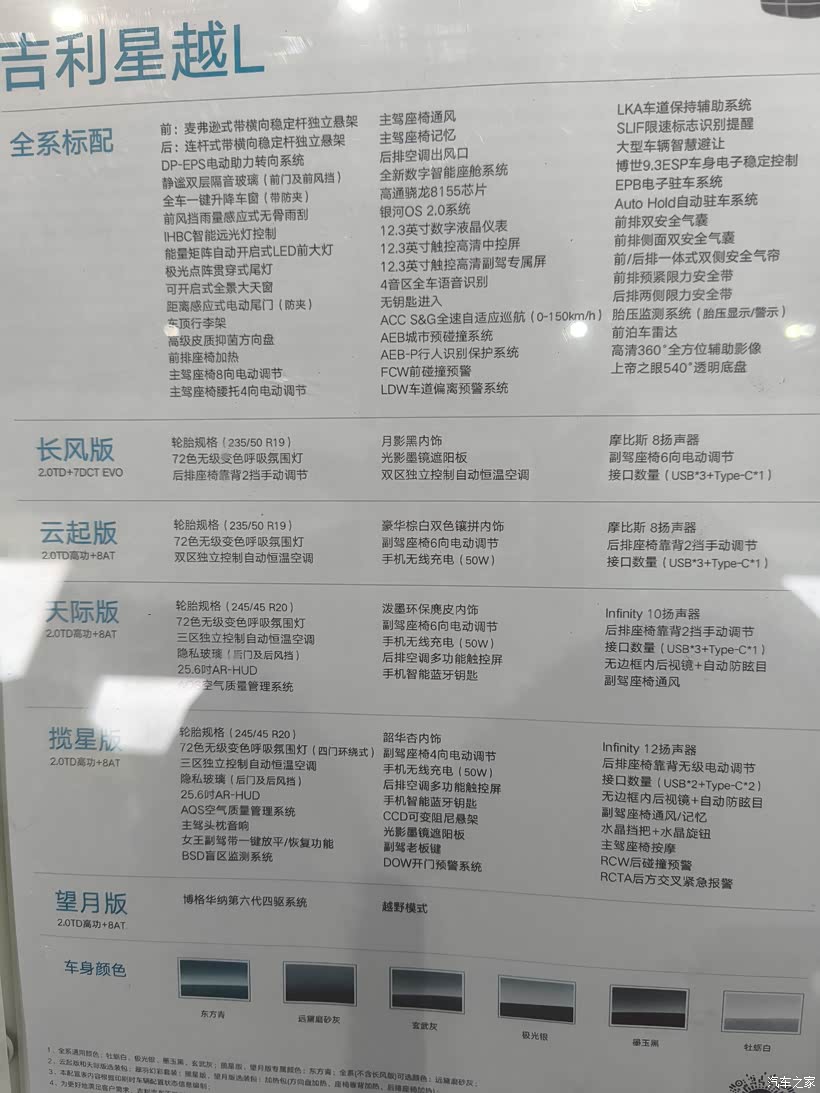 吉利星越L
全系标配
前：麦弗逊式带横向稳定杆独立悬架
后：连杆式带横向稳定杆独立悬架
DP-EPS电动助力转向系统
静谧双层隔音玻璃（前门及前风挡）
全车一键升降车窗（带防夹）
前风挡雨量感应式无骨雨刮
IHBC智能远光灯控制
能量矩阵自动开启式LED前大灯
极光点阵贯穿式尾灯
可开启式全景大天窗
距离感应式电动尾门（防夹）
车顶行李架
高级皮质抑菌方向盘
前排座椅加热
主驾座椅8向电动调节
主驾座椅腰托4向电动调节
主驾座椅通风
主驾座椅记忆
后排空调出风口
全新数字智能座舱系统
高通骁龙8155芯片
银河OS 2.0系统
12.3英寸数字液晶仪表
12.3英寸触控高清中控屏
12.3英寸触控高清副驾专属屏
4音区全车语音识别
无钥匙进入
ACC S&G全速自适应巡航（0-150km/h）
AEB城市预碰撞系统
AEB-P行人识别保护系统
FCW前碰撞预警
LDW车道偏离预警系统
LKA车道保持辅助系统
SLIF限速标志识别提醒
大型车辆智慧避让
博世9.3ESP车身电子稳定控制
EPB电子驻车系统
Auto Hold自动驻车系统
前排双安全气囊
前排侧面双安全气囊
前/后排一体式双侧安全气帘
前排预紧限力安全带
后排两侧限力安全带
胎压监测系统（胎压显示/警示）
前泊车雷达
高清360°全方位辅助影像
上帝之眼540°透明底盘
长风版
2.0TD+7DCT EVO
轮胎规格（235/50 R19）
72色无级变色呼吸氛围灯
后排座椅靠背2挡手动调节
月影黑内饰
光影墨镜遮阳板
双区独立控制自动恒温空调
摩比斯 8扬声器
副驾座椅6向电动调节
接口数量（USB*3+Type-C*1）
云起版
2.0TD高功+8AT
轮胎规格（235/50 R19）
72色无级变色呼吸氛围灯
双区独立控制自动恒温空调
豪华棕白双色镶拼内饰
副驾座椅6向电动调节
手机无线充电（50W）
摩比斯 8扬声器
后排座椅靠背2挡手动调节
接口数量（USB*3+Type-C*1）
天际版
2.0TD高功+8AT
轮胎规格（245/45 R20）
72色无级变色呼吸氛围灯
三区独立控制自动恒温空调
隐私玻璃（后门及后风挡）
25.6吋AR-HUD
空气质量管理系统
泼墨环保麂皮内饰
副驾座椅6向电动调节
手机无线充电（50W）
后排空调多功能触控屏
手机智能蓝牙钥匙
Infinity 10扬声器
后排座椅靠背2挡手动调节
接口数量（USB*3+Type-C*1）
无边框内后视镜+自动防眩目
副驾座椅通风
揽星版
2.0TD高功+8AT
轮胎规格（245/45 R20）
72色无级变色呼吸氛围灯（四门环绕式）
三区独立控制自动恒温空调
隐私玻璃（后门及后风挡）
25.6吋AR-HUD
AQS空气质量管理系统
主驾头枕音响
女王副驾带一键放平/恢复功能
BSD盲区监测系统
韶华杏内饰
副驾座椅4向电动调节
手机无线充电（50W）
后排空调多功能触控屏
手机智能蓝牙钥匙
CCD可变阻尼悬架
光影墨镜遮阳板
副驾老板键
DOW开门预警系统
Infinity 12扬声器
后排座椅靠背无级电动调节
接口数量（USB*2+Type-C*2）
无边框内后视镜+自动防眩目
副驾座椅通风/记忆
水晶挡把+水晶旋钮
主驾座椅按摩
RCW后碰撞预警
RCTA后方交叉紧急报警
望月版
2.0TD高功+8AT
博格华纳第六代四驱系统
越野模式
车身颜色
东方青
远黛磨砂灰
玄武灰
极光银
墨玉黑
牡蛎白
1、全系通用颜色：牡蛎白、极光银、墨玉黑、玄武灰；揽星版、望月版专属颜色：东方青；全系(不含长风版)可选颜色：远黛磨砂灰；
汽车之家